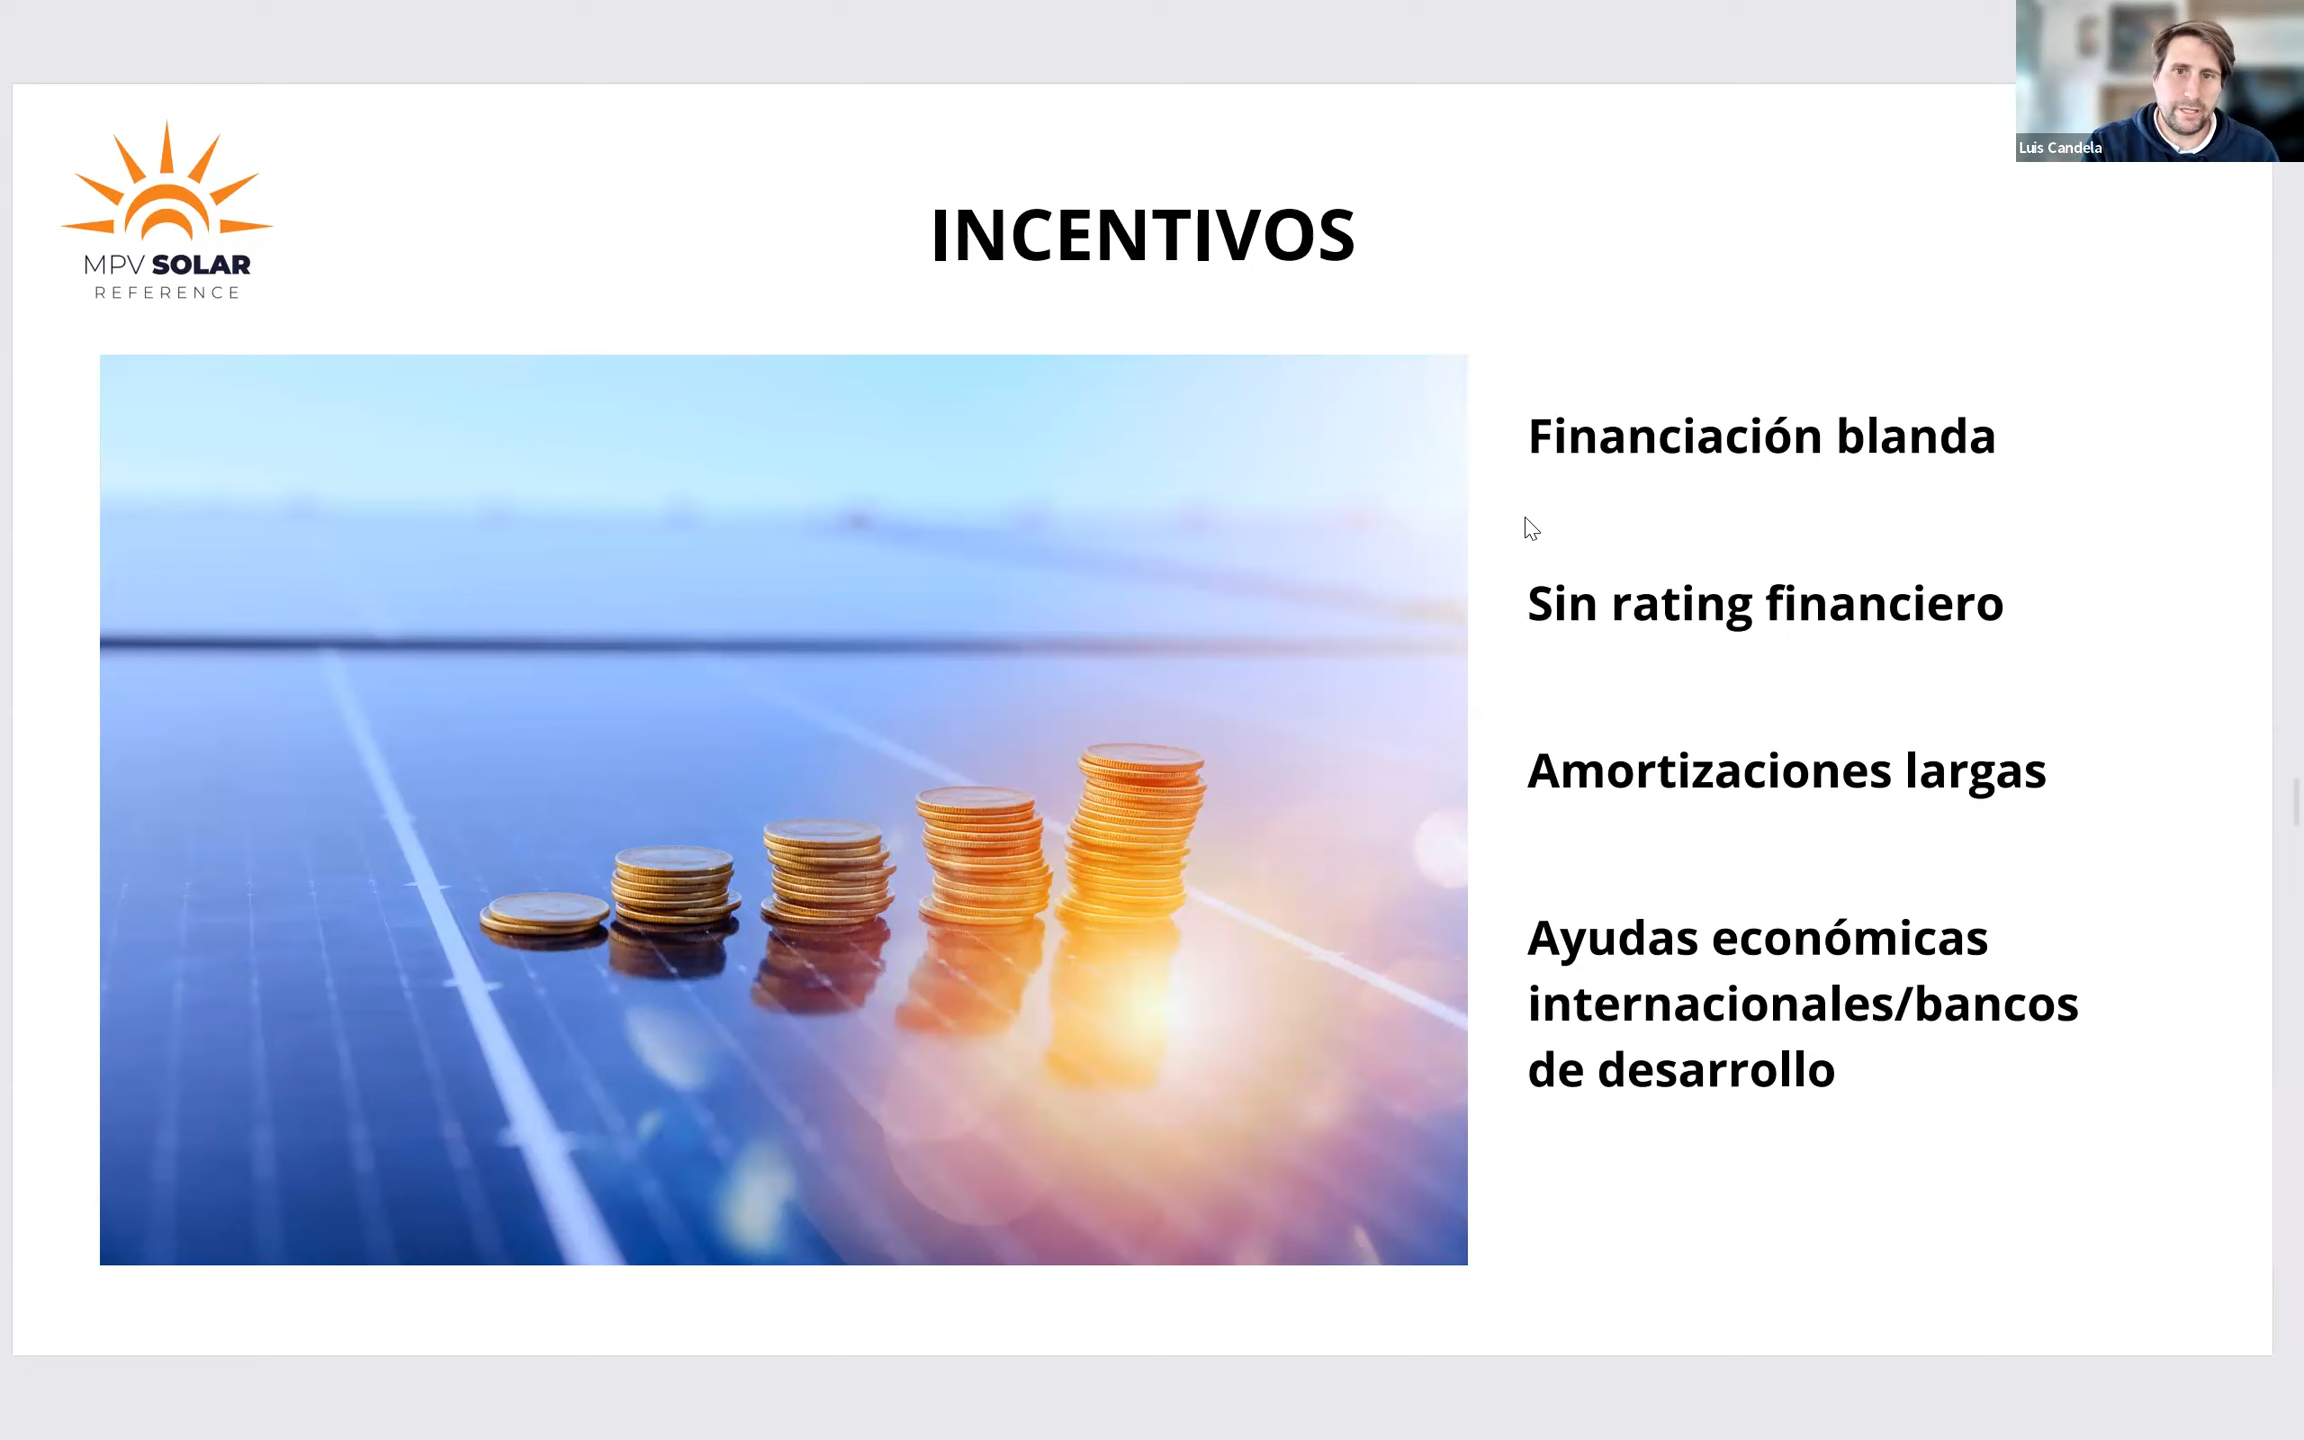 Luis Candela
MPV SOLAR
REFERENCE
INCENTIVOS
Financiación blanda
Sin rating financiero
Amortizaciones largas
Ayudas económicas
internacionales/bancos
de desarrollo